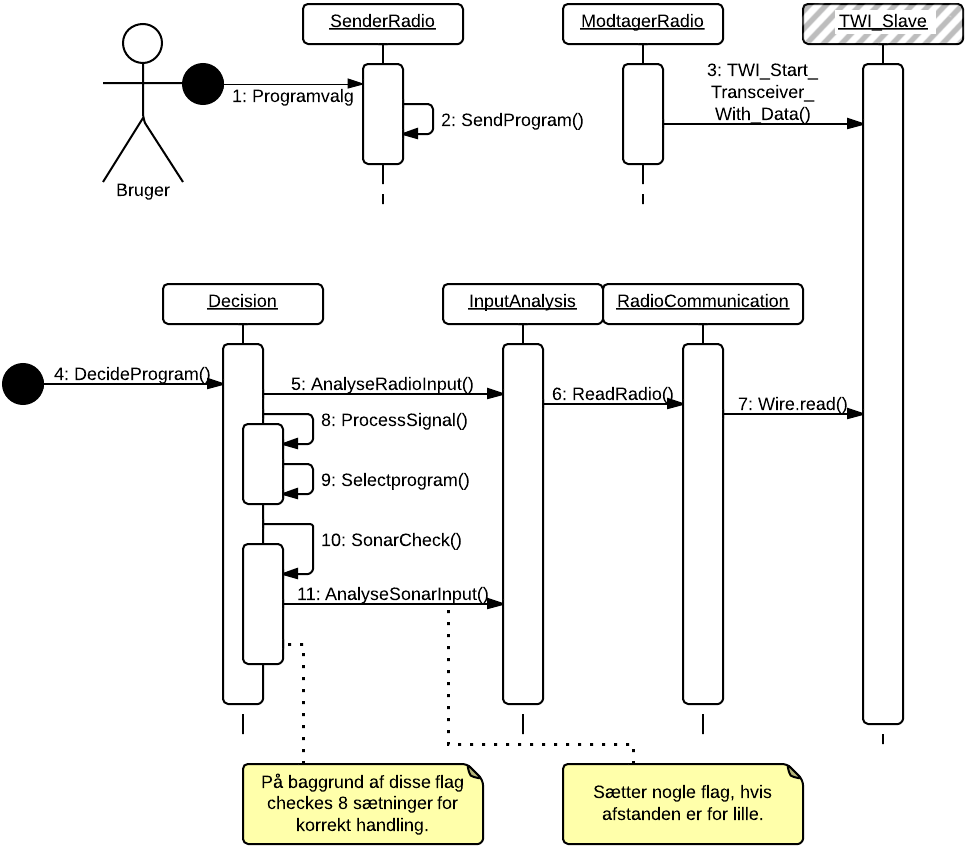 SenderRadio
ModtagerRadio
TWI_Slave
1: Programvalg
2: SendProgram()
3: TWI_Start_
Transceiver_
With_Data()
Bruger
Decision
InputAnalysis
RadioCommunication
4: DecideProgram()
5: AnalyseRadioInput()
6: ReadRadio()
7: Wire.read()
8: ProcessSignal()
9: Selectprogram()
10: SonarCheck()
11: AnalyseSonarInput()
På baggrund af disse flag
checkes 8 sætninger for
korrekt handling.
Sætter nogle flag, hvis
afstanden er for lille.